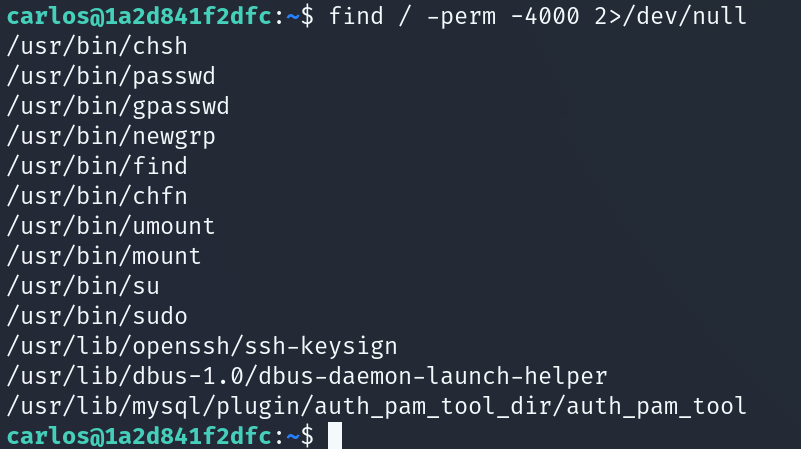 carlos@1a2d841f2dfc:~$ find / -perm -4000 2>/dev/null
/usr/bin/chsh
/usr/bin/passwd
/usr/bin/gpasswd
/usr/bin/newgrp
/usr/bin/find
/usr/bin/chfn
/usr/bin/umount
/usr/bin/mount
/usr/bin/su
/usr/bin/sudo
/usr/lib/openssh/ssh-keysign
/usr/lib/dbus-1.0/dbus-daemon-launch-helper
/usr/lib/mysql/plugin/auth_pam_tool_dir/auth_pam_tool
carlos@1a2d841f2dfc:~$